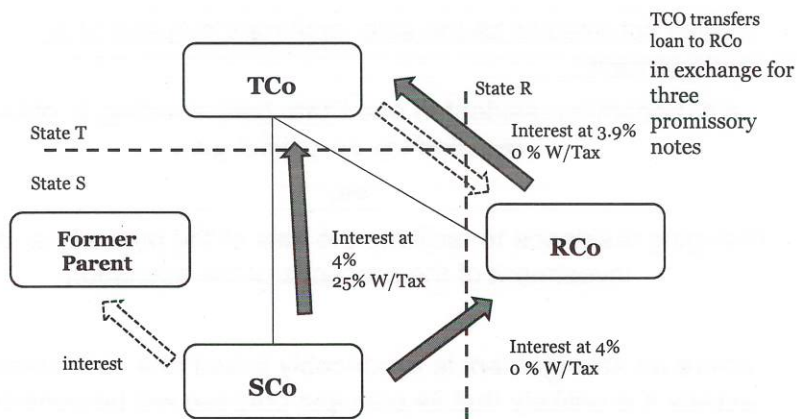 TCO transfers
loan to RCo
in exchange for
three
promissory
notes
TCo
State R
Interest at 3.9%
0 % W/Tax
State T
State S
Former
Parent
Interest at
4%
25% W/Tax
RCo
interest
SCo
Interest at 4%
0 % W/Tax